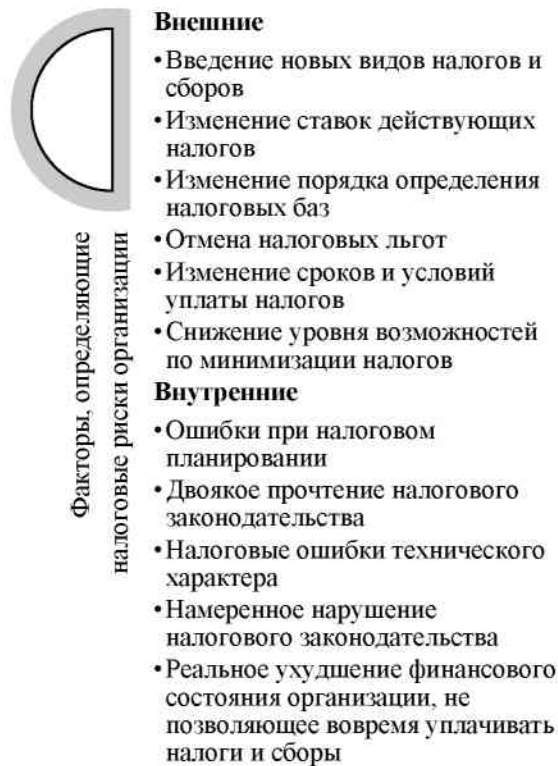 Внешние
•Введение новых видов налогов и
сборов
•Изменение ставок действующих
налогов
•Изменение порядка определения
налоговых баз
•Отмена налоговых льгот
•Изменение сроков и условий
уплаты налогов
•Снижение уровня возможностей
по минимизации налогов
Внутренние
•Ошибки при налоговом
планировании
•Двоякое прочтение налогового
законодательства
•Налоговые ошибки технического
характера
•Намеренное нарушение
налогового законодательства
•Реальное ухудшение финансового
состояния организации, не
позволяющее вовремя уплачивать
налоги и сборы
Факторы, определяющие
налоговые риски организации